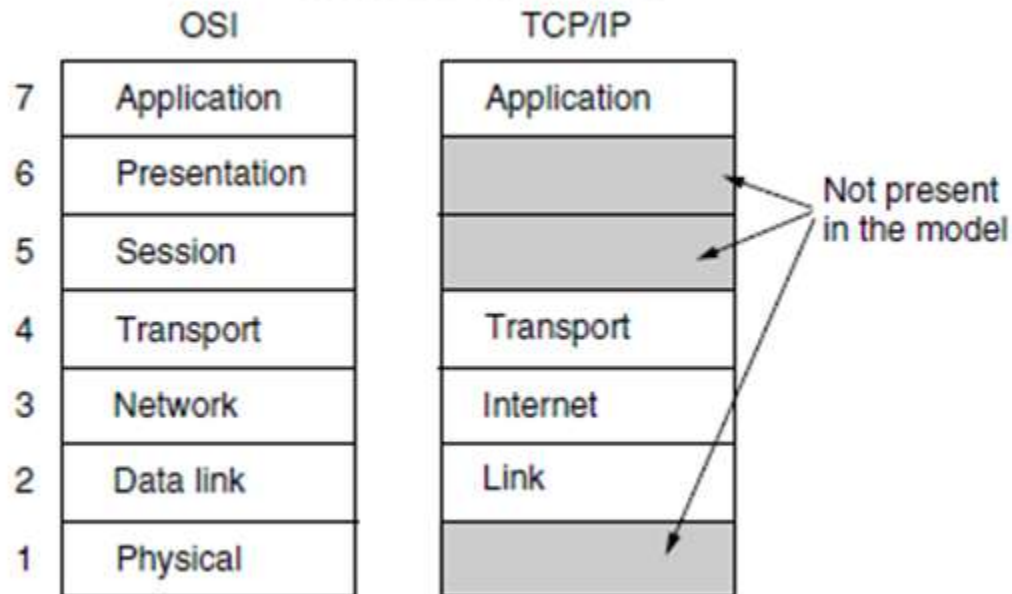 OSI TCP/IP
7 Application Application
6 Presentation
Not present
in the model
5 Session
4 Transport Transport
3 Network Internet
2 Data link Link
1 Physical